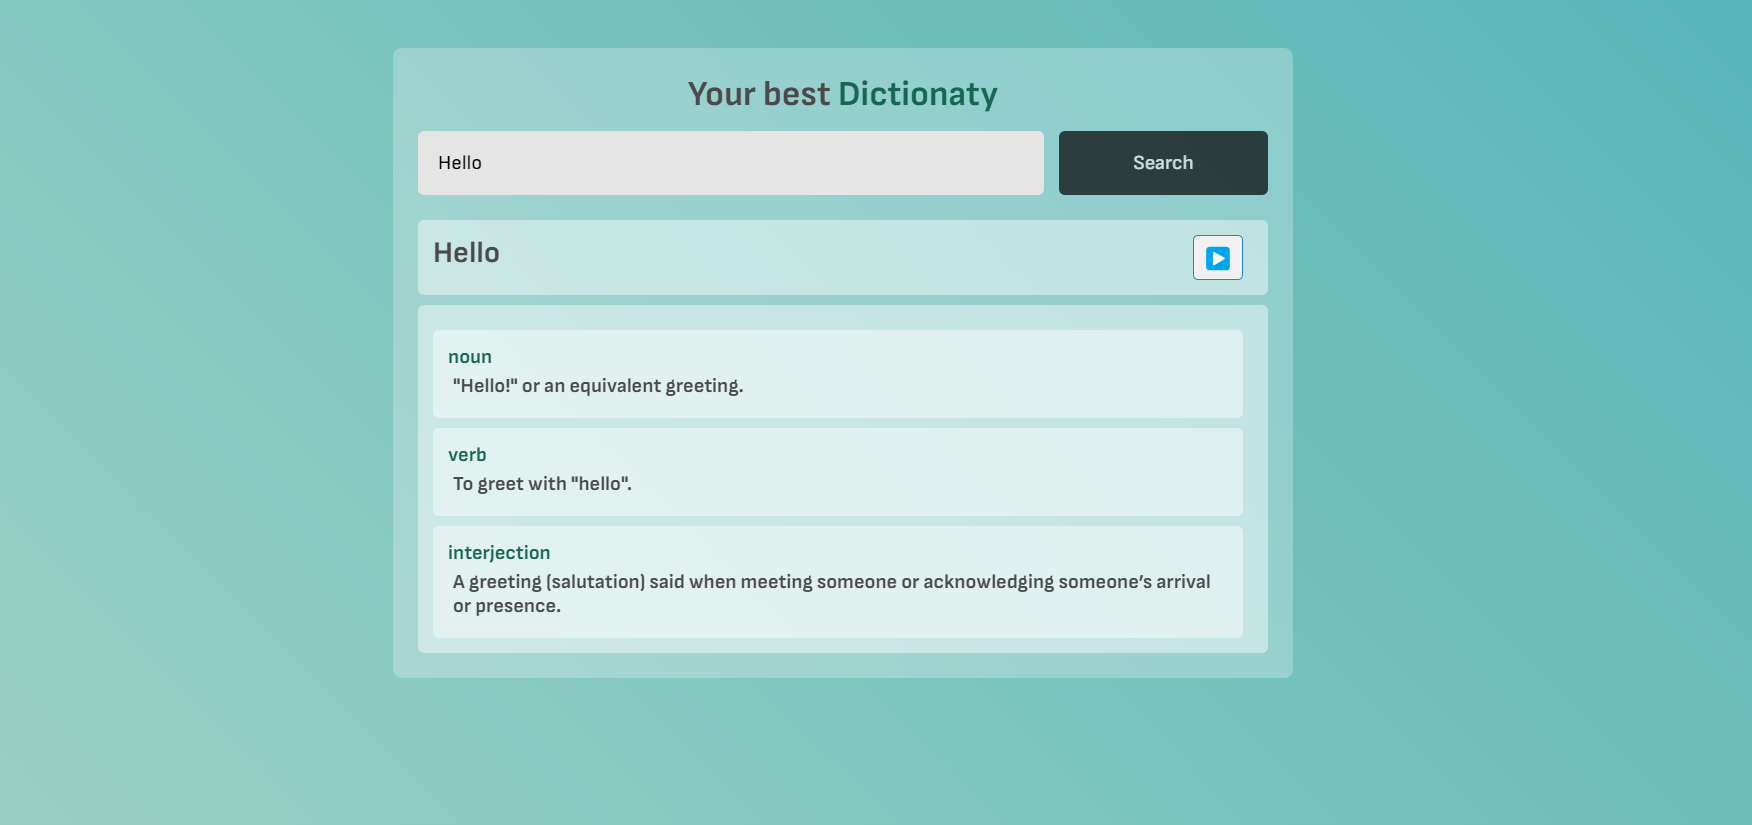 Your best Dictionaty
Hello
Search
Hello
noun
"Hello!" or an equivalent greeting.
verb
To greet with "hello".
interjection
A greeting (salutation) said when meeting someone or acknowledging someone’s arrival
or presence.